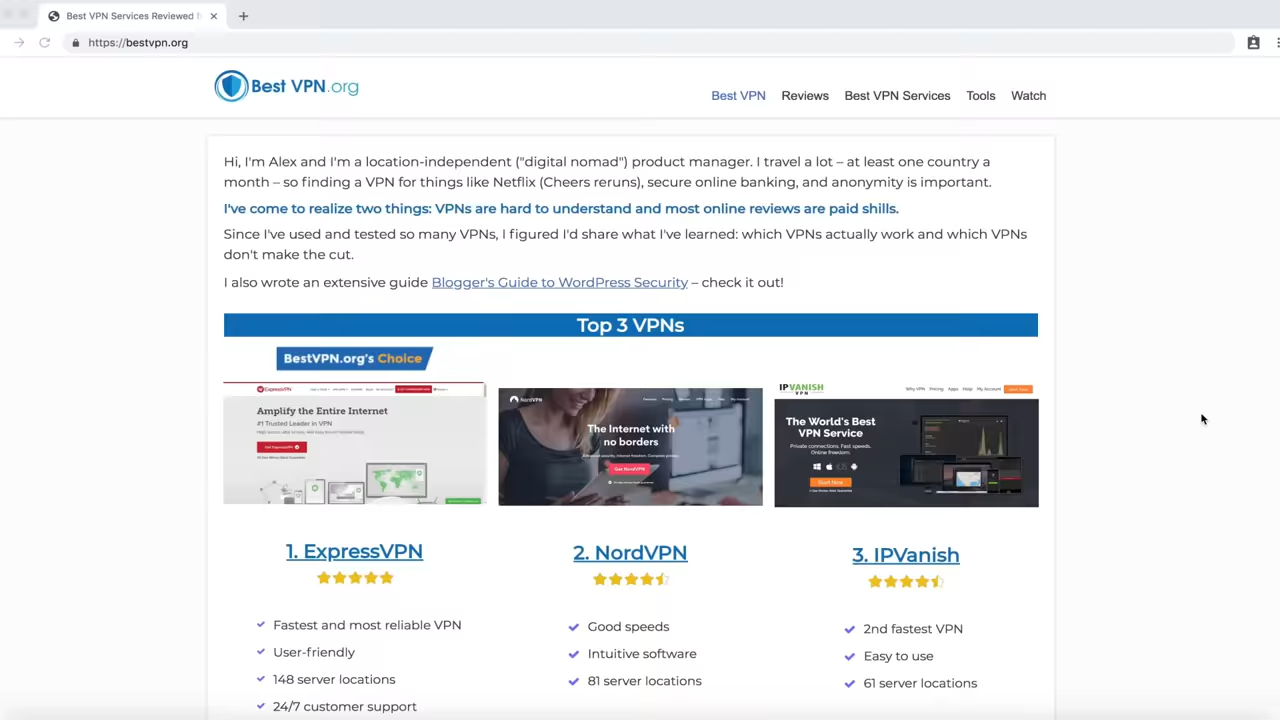 Best VPN Services Reviewed
https://bestvpn.org
Best VPN.org
Best VPN Reviews Best VPN Services Tools Watch
Hi, I'm Alex and I'm a location-independent ("digital nomad") product manager. I travel a lot – at least one country a
month – so finding a VPN for things like Netflix (Cheers reruns), secure online banking, and anonymity is important.
I've come to realize two things: VPNs are hard to understand and most online reviews are paid shills.
Since I've used and tested so many VPNs, I figured I'd share what I've learned: which VPNs actually work and which VPNs
don't make the cut.
I also wrote an extensive guide Blogger's Guide to WordPress Security – check it out!
Top 3 VPNs
BestVPN.org's Choice
ExpressVPN
Amplify the Entire Internet
#1 Trusted Leader in VPN
NordVPN
The Internet with
no borders
Get NordVPN
IPVANISH
VPN
Why VPN Pricing Apps Help My Account
The World's Best
VPN Service
Private connections. Fast speeds.
Online freedom.
Start Now
1. ExpressVPN
Fastest and most reliable VPN
User-friendly
148 server locations
24/7 customer support
2. NordVPN
Good speeds
Intuitive software
81 server locations
3. IPVanish
2nd fastest VPN
Easy to use
61 server locations